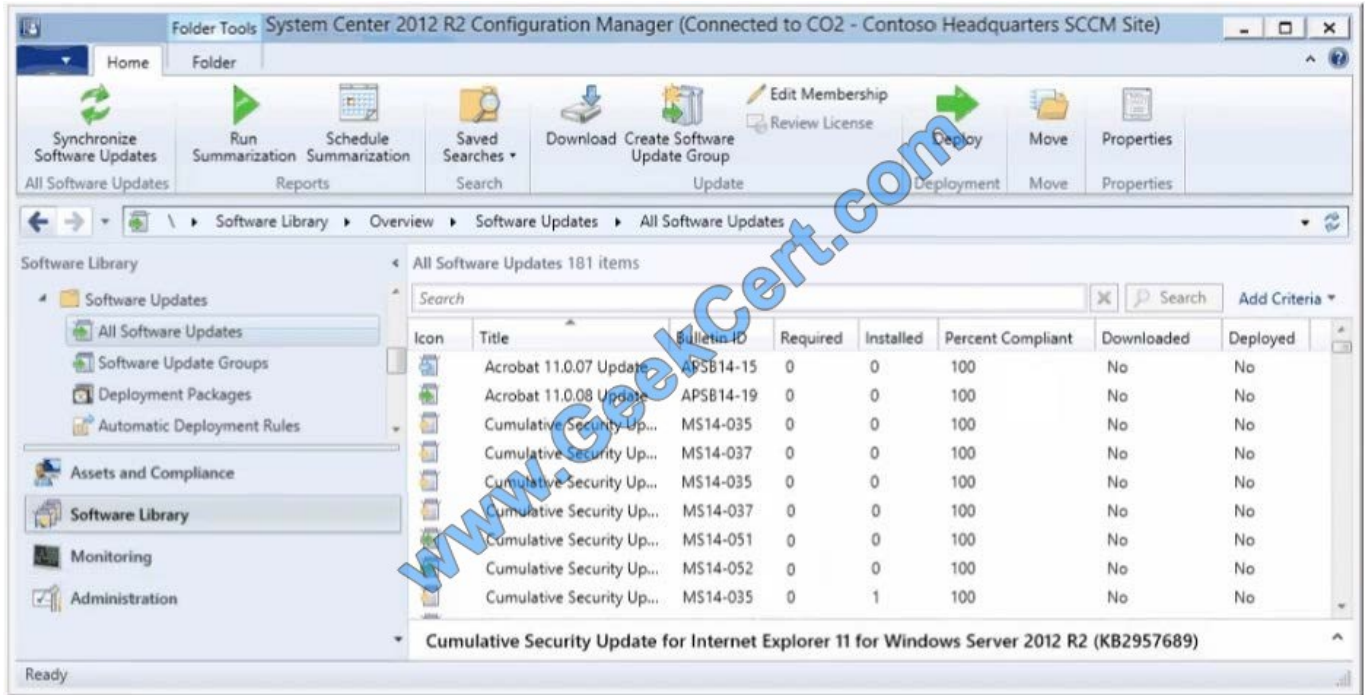 Folder Tools System Center 2012 R2 Configuration Manager (Connected to CO2 - Contoso Headquarters SCCM Site)
Home Folder
Synchronize Software Updates
Run Summarization
Schedule Summarization
Saved Searches
Download
Create Software Update Group
Edit Membership
Review License
Deploy
Move
Properties
All Software Updates Reports Search Update Deployment Move Properties
\ Software Library Overview Software Updates All Software Updates
Software Library
Software Updates
All Software Updates
Software Update Groups
Deployment Packages
Automatic Deployment Rules
Assets and Compliance
Software Library
Monitoring
Administration
All Software Updates 181 items
Search Search Add Criteria
Icon Title Bulletin ID Required Installed Percent Compliant Downloaded Deployed
Acrobat 11.0.07 Update APSB14-15 0 0 100 No No
Acrobat 11.0.08 Update APSB14-19 0 0 100 No No
Cumulative Security Up... MS14-035 0 0 100 No No
Cumulative Security Up... MS14-037 0 0 100 No No
Cumulative Security Up... MS14-035 0 0 100 No No
Cumulative Security Up... MS14-037 0 0 100 No No
Cumulative Security Up... MS14-051 0 0 100 No No
Cumulative Security Up... MS14-052 0 0 100 No No
Cumulative Security Up... MS14-035 0 1 100 No No
Cumulative Security Update for Internet Explorer 11 for Windows Server 2012 R2 (KB2957689)
Ready
www.GeekCert.com